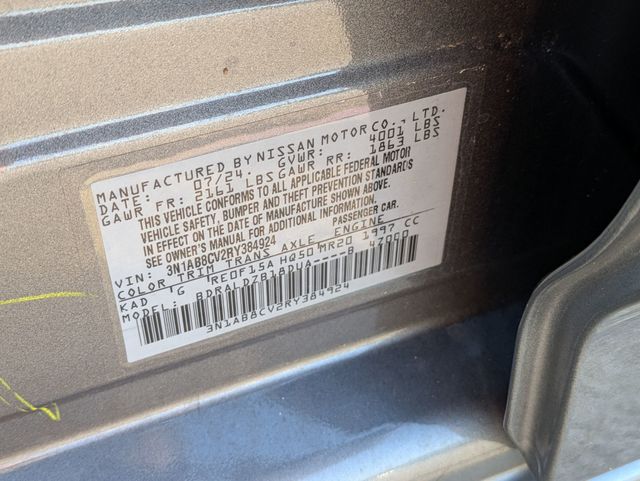 MANUFACTURED BY NISSAN MOTOR CO., LTD.
DATE: 07/24. GVWR: 4001 LBS
GAWR FR: 2161 LBS GAWR RR: 1863 LBS
THIS VEHICLE CONFORMS TO ALL APPLICABLE FEDERAL MOTOR
VEHICLE SAFETY, BUMPER AND THEFT PREVENTION STANDARDS
IN EFFECT ON THE DATE OF MANUFACTURE SHOWN ABOVE.
SEE OWNER'S MANUAL FOR ADDITIONAL INFORMATION.
VIN: 3N1AB8CV2RY384924 PASSENGER CAR.
COLOR TRIM TRANS AXLE ENGINE
KAD G RE0F15A HQ50 MR20 1997 CC
MODEL: BDRALDZB1BDUA-----B 47000
3N1AB8CV2RY384924